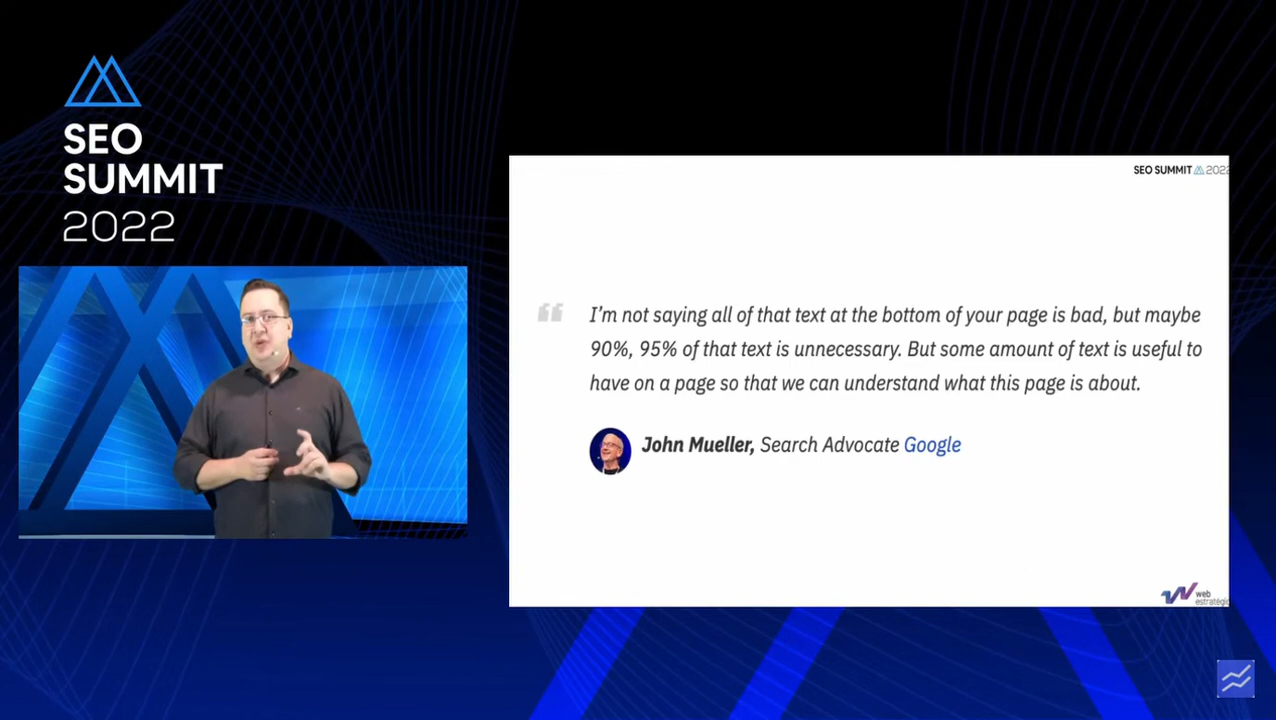 SEO
SUMMIT
2022
SEO SUMMIT 2022
I’m not saying all of that text at the bottom of your page is bad, but maybe
90%, 95% of that text is unnecessary. But some amount of text is useful to
have on a page so that we can understand what this page is about.
John Mueller, Search Advocate Google
web
estratégic